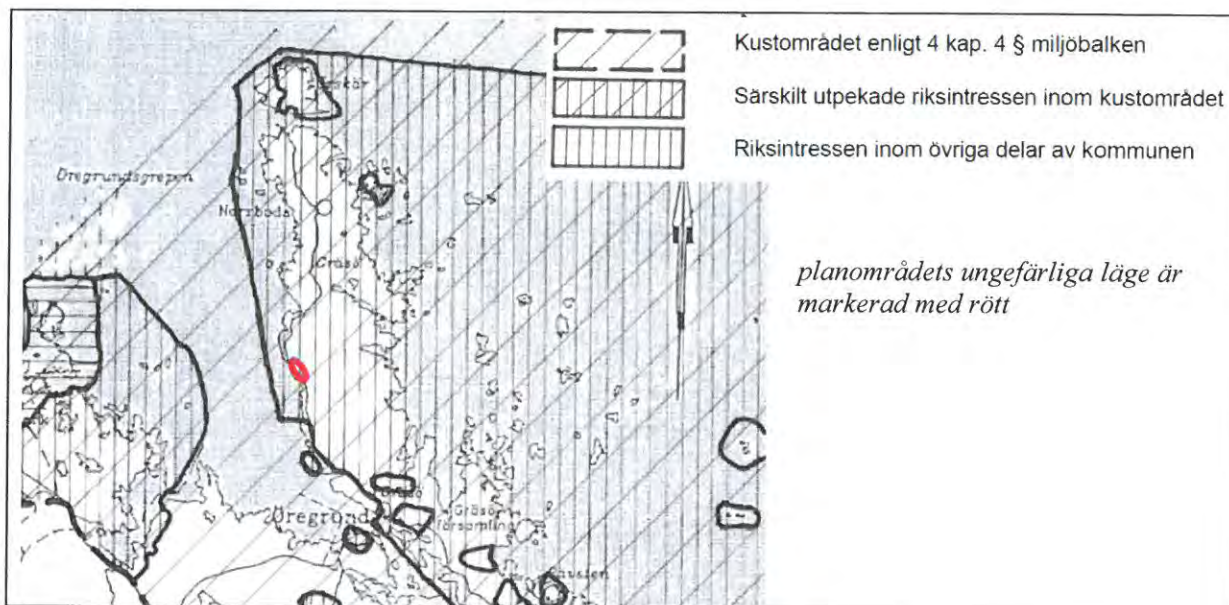 Kustområdet enligt 4 kap. 4 § miljöbalken
Särskilt utpekade riksintressen inom kustområdet
Riksintressen inom övriga delar av kommunen
planområdets ungefärliga läge är
markerad med rött
Öregrundsgrepen
Norrboda
Gräsö
Gräsö
Öregrund
Gräsö
församling